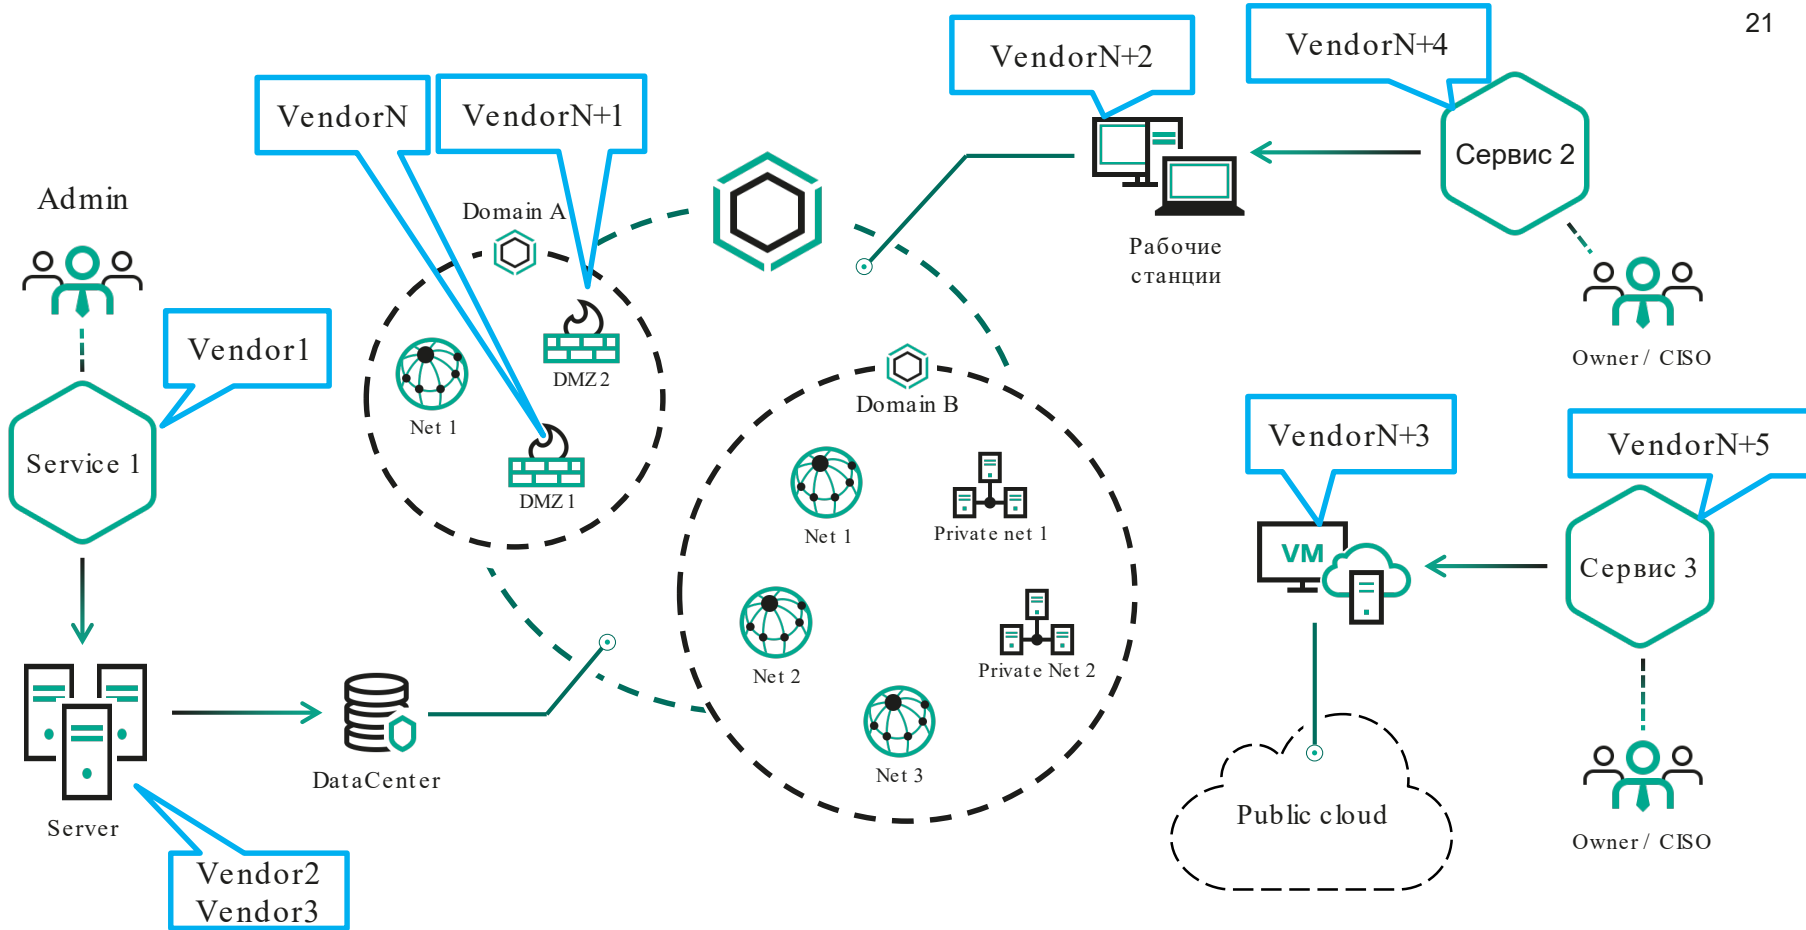 21
VendorN+2
VendorN+4
VendorN
VendorN+1
Сервис 2
Admin
Domain A
Рабочие
станции
Vendor1
Owner / CISO
DMZ 2
Net 1
Domain B
VendorN+3
VendorN+5
Service 1
DMZ 1
Net 1
Private net 1
VM
Сервис 3
Net 2
Private Net 2
Net 3
DataCenter
Public cloud
Server
Owner / CISO
Vendor2
Vendor3